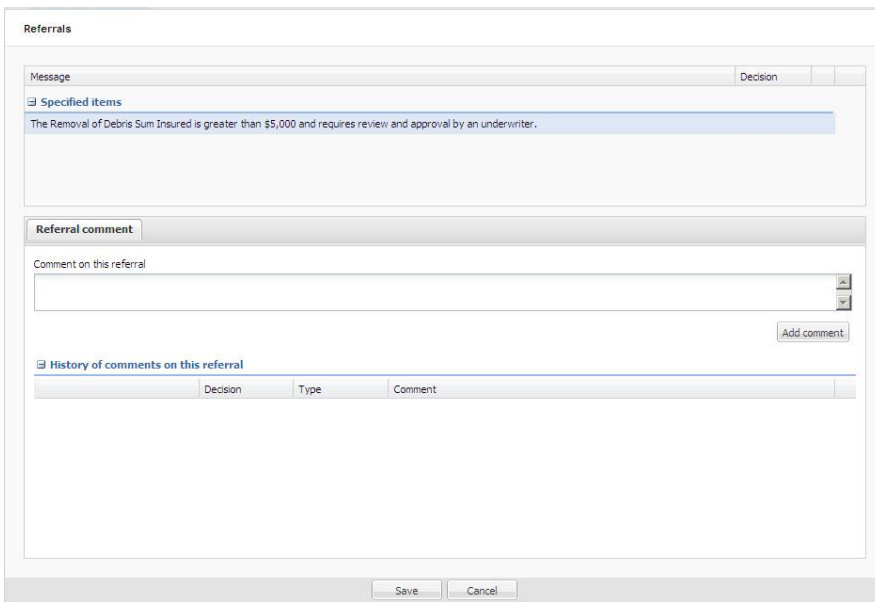 Referrals
Message Decision
Specified items
The Removal of Debris Sum Insured is greater than $5,000 and requires review and approval by an underwriter.
Referral comment
Comment on this referral
Add comment
History of comments on this referral
Decision Type Comment
Save Cancel